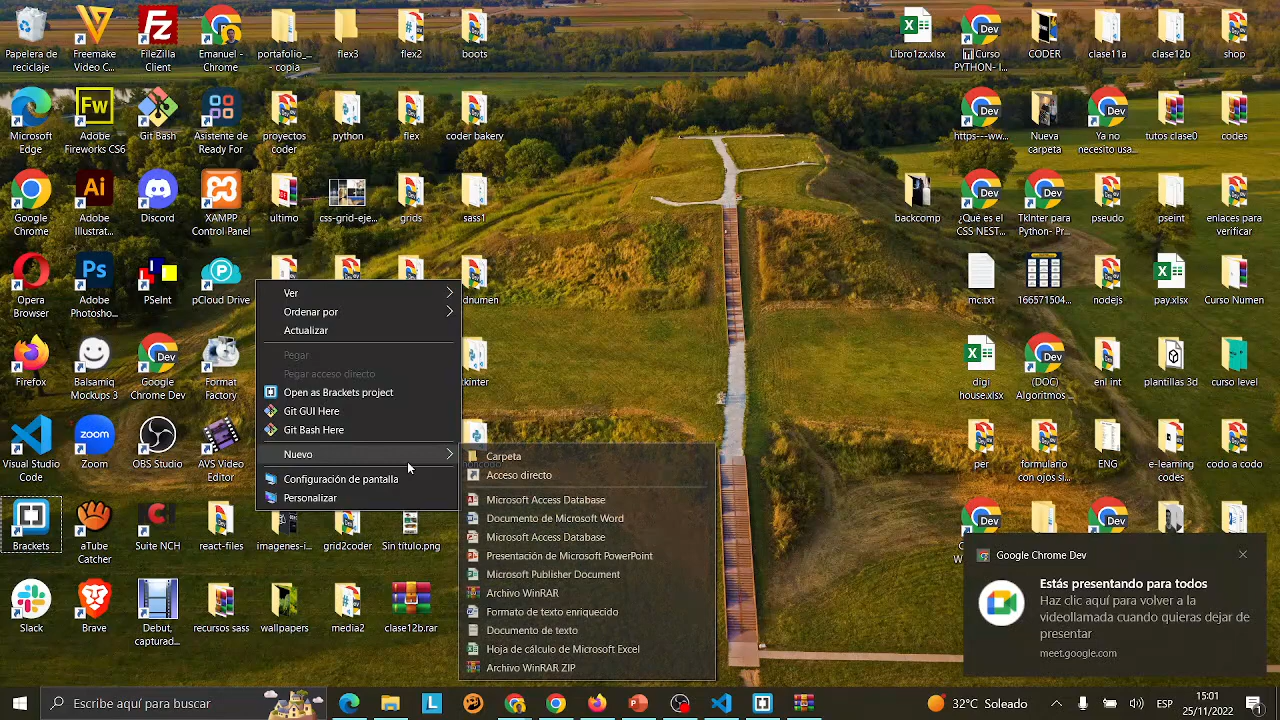 Papelera de
reciclaje
Freemake
Video C...
FileZilla
Client
Emanuel -
Chrome
portafolio_...
- copia
flex3
flex2
boots
Libro1zx.xlsx
Curso
PYTHON- I...
CODER
clase11a
clase12b
shop
Microsoft
Edge
Adobe
Fireworks CS6
Git Bash
Asistente de
Ready For
proyectos
coder
python
flex
coder bakery
https---ww...
Nueva
carpeta
Ya no
necesito usa...
tutos clase0
codes
Google
Chrome
Adobe
Illustrat...
Discord
XAMPP
Control Panel
ultimo
css-grid-eje...
grids
sass1
backcomp
¿Qué es el
CSS NEST...
TkInter para
Python- Pr...
pseudo
pseint
enlaces para
verificar
Opera
Browser
Adobe
Photosho...
PSeInt
pCloud Drive
mc.txt
166571504...
nodejs
pay.xlsx
Curso Numen
Firefox
Balsamiq
Mockups 3
Google
Chrome Dev
Format
Factory
digi
house.xlsx
(DOC)
Algoritmos...
enl int
plantillas 3d
curso level
Visual Studio
Code
Zoom
OBS Studio
AVS Video
Editor
per
formulario
con ojos si...
ENG
e-learning
codes
codo a codo
Brackets
aTube
Catcher
Suite NCH
react-files
grid2coder
Sin título.png
Slack
Brave
Debut
capturad...
recursos sass
wallpapers
media2
clase12b.rar
Ver
Ordenar por
Actualizar
Pegar
Pegar acceso directo
Open as Brackets project
Git GUI Here
Git Bash Here
Nuevo
Configuración de pantalla
Personalizar
Carpeta
Acceso directo
Microsoft Access Database
Documento de Microsoft Word
Microsoft Access Database
Presentación de Microsoft PowerPoint
Microsoft Publisher Document
Archivo WinRAR
Formato de texto enriquecido
Documento de texto
Hoja de cálculo de Microsoft Excel
Archivo WinRAR ZIP
Google Chrome Dev
Estás presentando para todos
Haz clic aquí para volver a la
videollamada cuando quieras dejar de
presentar
meet.google.com
Escribe aquí para buscar
32°C Soleado
ESP
15:01
25/11/2022